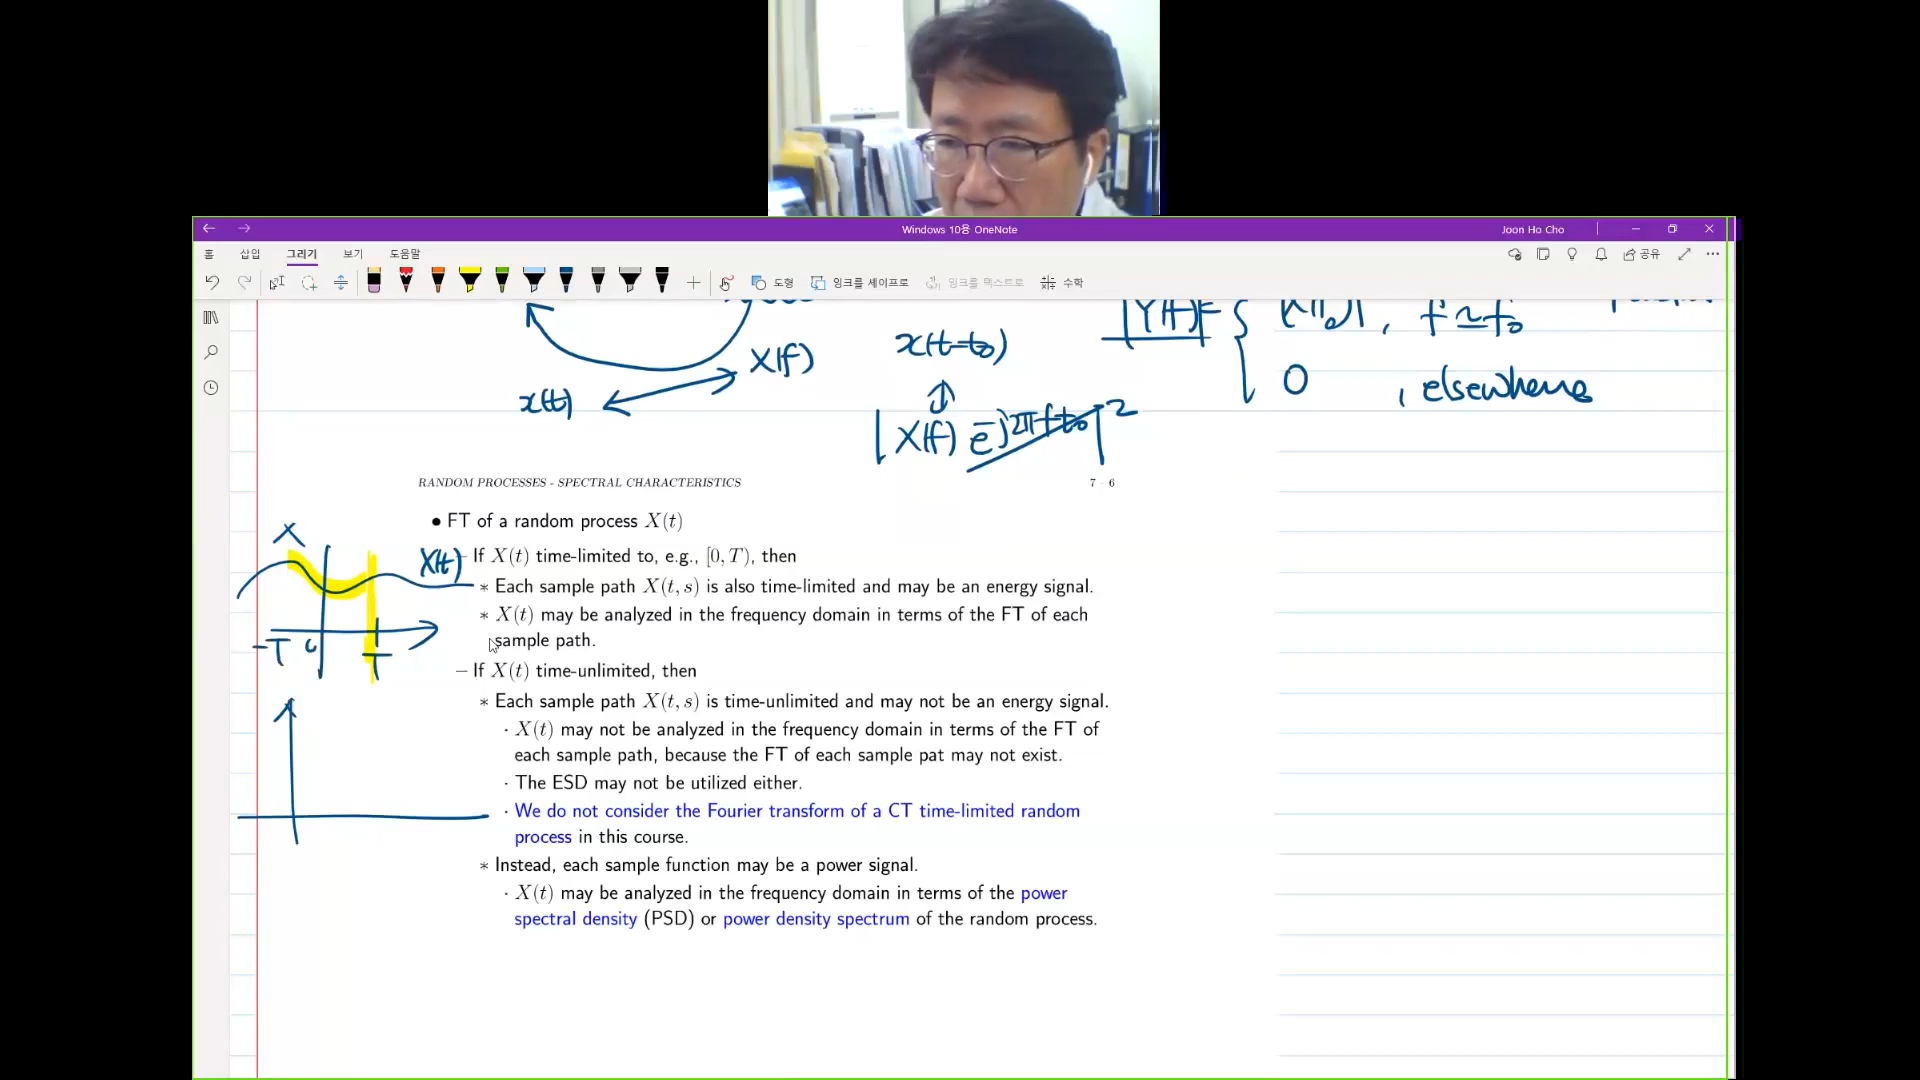 Windows 10용 OneNote
Joon Ho Cho
홈 삽입 그리기 보기 도움말
공유
도형 잉크를 셰이프로 잉크를 텍스트로 수학
x(t) X(f)
x(t-t₀)
|X(f) e^-j2πft₀|²
|Y(f)|= { |X(f₀)|, f≃f₀
0 , elsewhere
RANDOM PROCESSES - SPECTRAL CHARACTERISTICS 7 - 6
• FT of a random process X(t)
– If X(t) time-limited to, e.g., [0, T), then
∗ Each sample path X(t, s) is also time-limited and may be an energy signal.
∗ X(t) may be analyzed in the frequency domain in terms of the FT of each
sample path.
– If X(t) time-unlimited, then
∗ Each sample path X(t, s) is time-unlimited and may not be an energy signal.
· X(t) may not be analyzed in the frequency domain in terms of the FT of
each sample path, because the FT of each sample pat may not exist.
· The ESD may not be utilized either.
· We do not consider the Fourier transform of a CT time-limited random
process in this course.
∗ Instead, each sample function may be a power signal.
· X(t) may be analyzed in the frequency domain in terms of the power
spectral density (PSD) or power density spectrum of the random process.
X(t)
-T 0 T